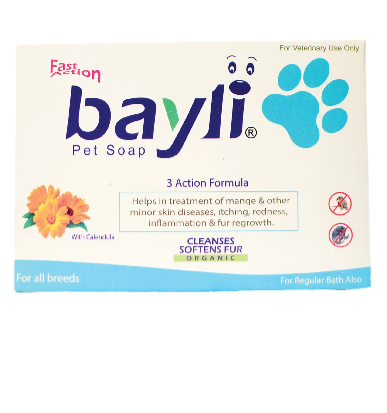 For Veterinary Use Only
Fast
Action
bayli®
Pet Soap
3 Action Formula
Helps in treatment of mange & other
minor skin diseases, itching, redness,
inflammation & fur regrowth.
With Calendula
CLEANSES
SOFTENS FUR
ORGANIC
For all breeds
For Regular Bath Also